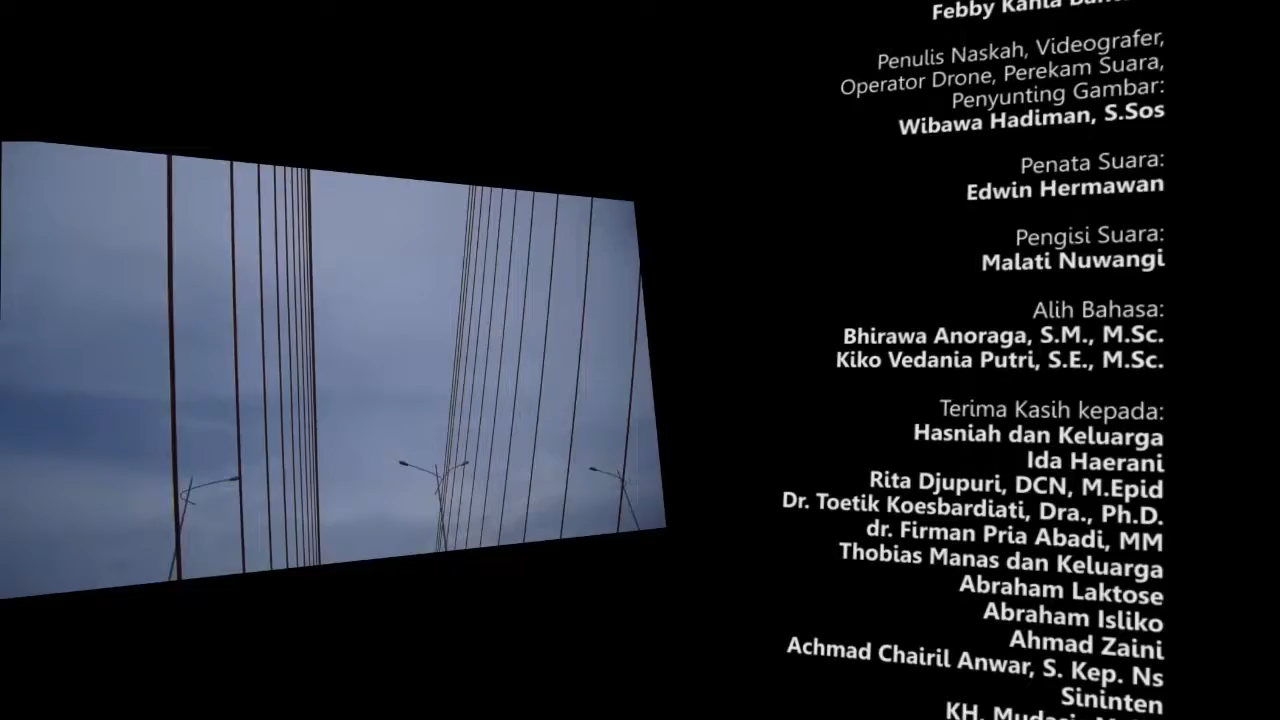 Febby
Penulis Naskah, Videografer,
Operator Drone, Perekam Suara,
Penyunting Gambar:
Wibawa Hadiman, S.Sos
Penata Suara:
Edwin Hermawan
Pengisi Suara:
Malati Nuwangi
Alih Bahasa:
Bhirawa Anoraga, S.M., M.Sc.
Kiko Vedania Putri, S.E., M.Sc.
Terima Kasih kepada:
Hasniah dan Keluarga
Ida Haerani
Rita Djupuri, DCN, M.Epid
Dr. Toetik Koesbardiati, Dra., Ph.D.
dr. Firman Pria Abadi, MM
Thobias Manas dan Keluarga
Abraham Laktose
Abraham Isliko
Ahmad Zaini
Achmad Chairil Anwar, S. Kep. Ns
Sininten
KH.